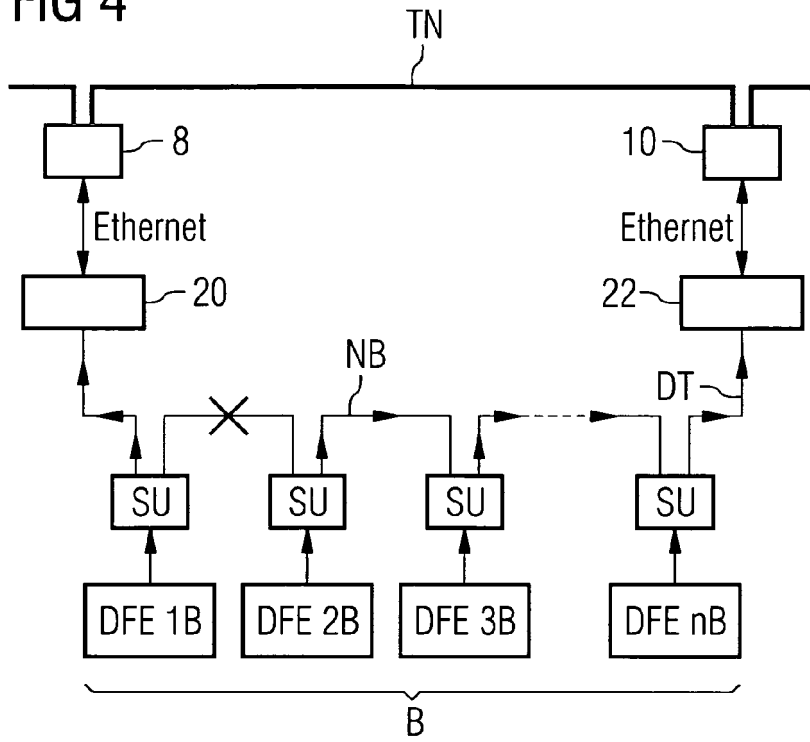 FIG 4
TN
8
10
Ethernet
Ethernet
20
22
NB
DT
SU
SU
SU
SU
DFE 1B
DFE 2B
DFE 3B
DFE nB
B